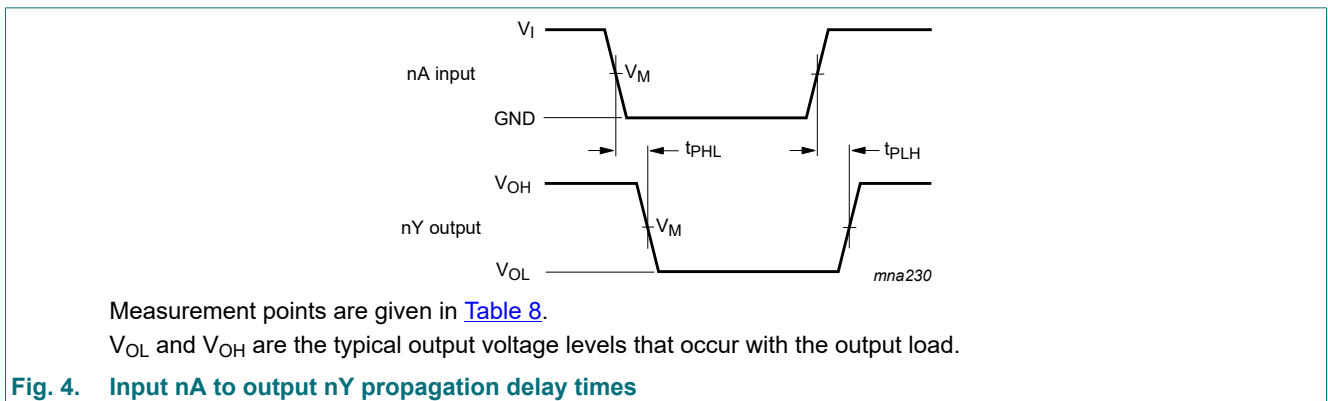 V_I
nA input
V_M
GND
t_PHL
t_PLH
V_OH
nY output
V_M
V_OL
mna230
Measurement points are given in Table 8.
V_OL and V_OH are the typical output voltage levels that occur with the output load.
Fig. 4. Input nA to output nY propagation delay times